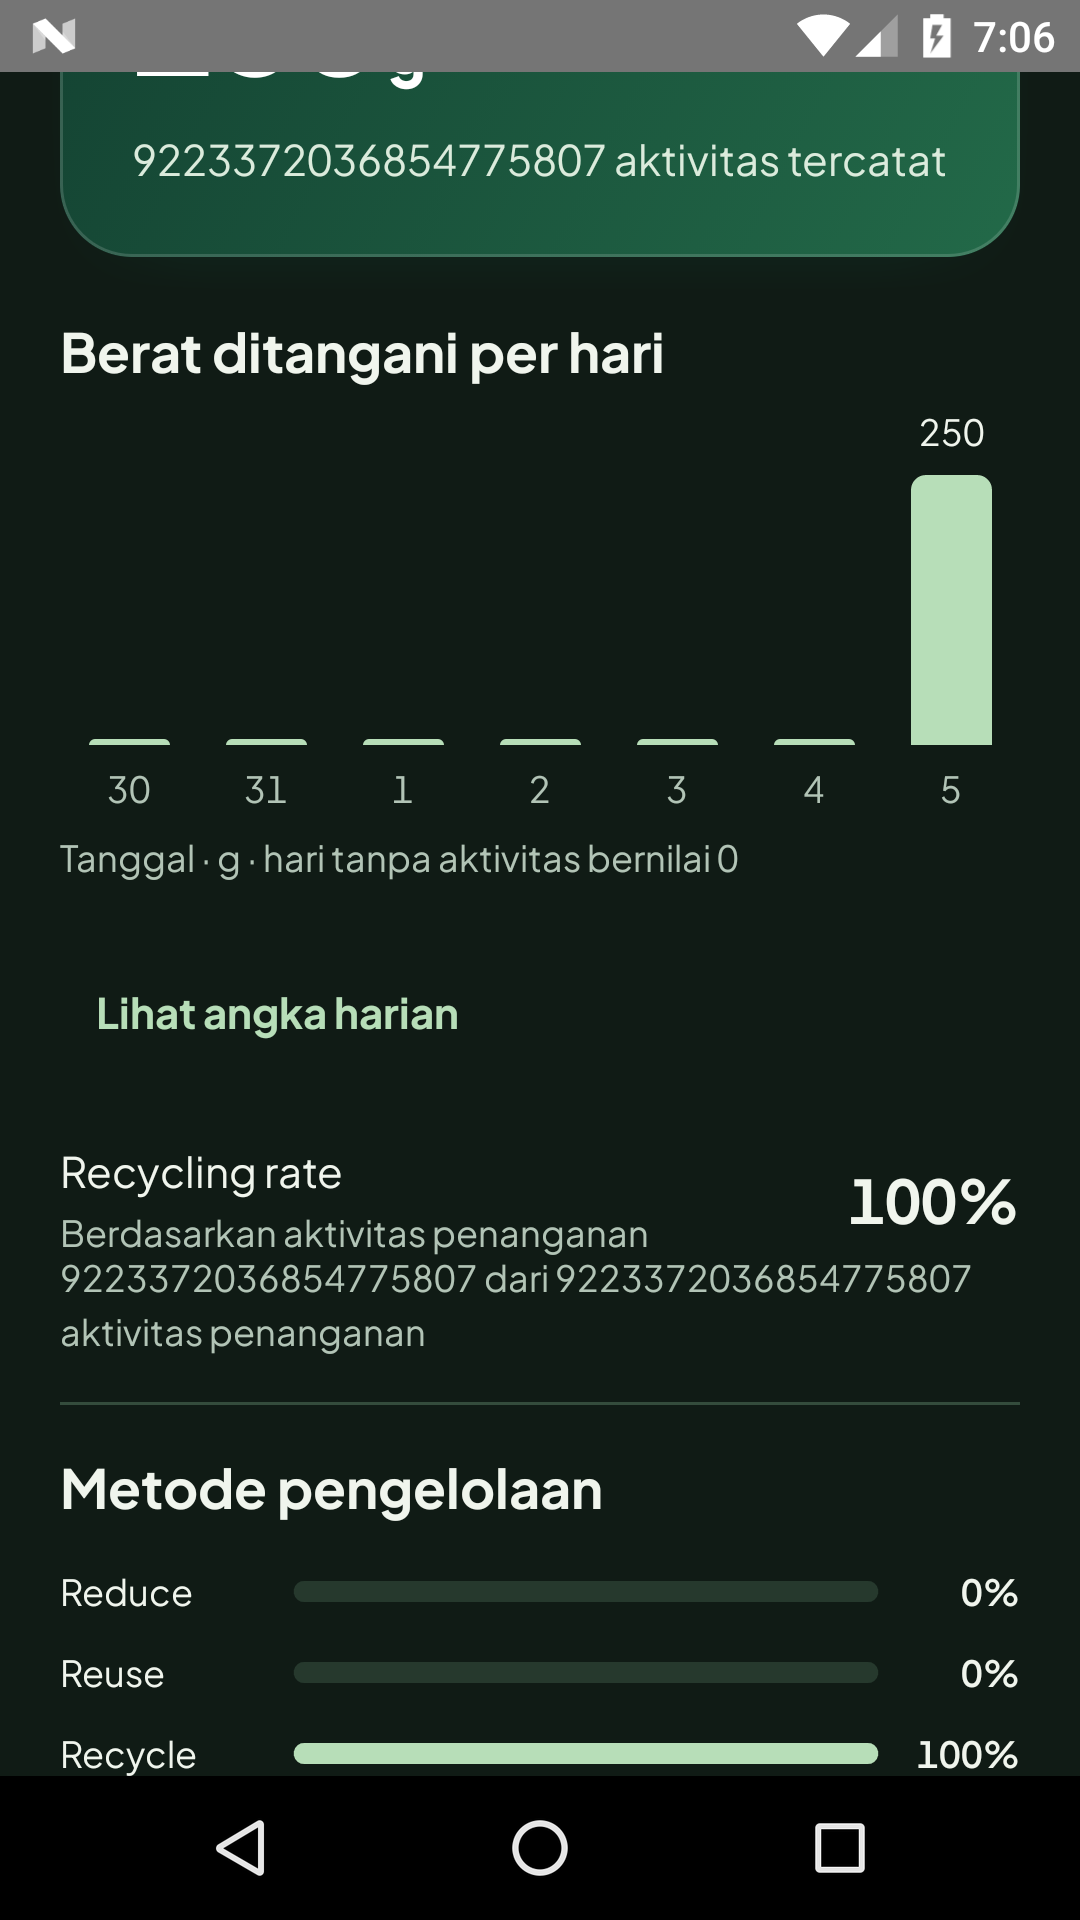 7:06
9223372036854775807 aktivitas tercatat
Berat ditangani per hari
250
30 31 1 2 3 4 5
Tanggal · g · hari tanpa aktivitas bernilai 0
Lihat angka harian
Recycling rate
100%
Berdasarkan aktivitas penanganan
9223372036854775807 dari 9223372036854775807
aktivitas penanganan
Metode pengelolaan
Reduce 0%
Reuse 0%
Recycle 100%